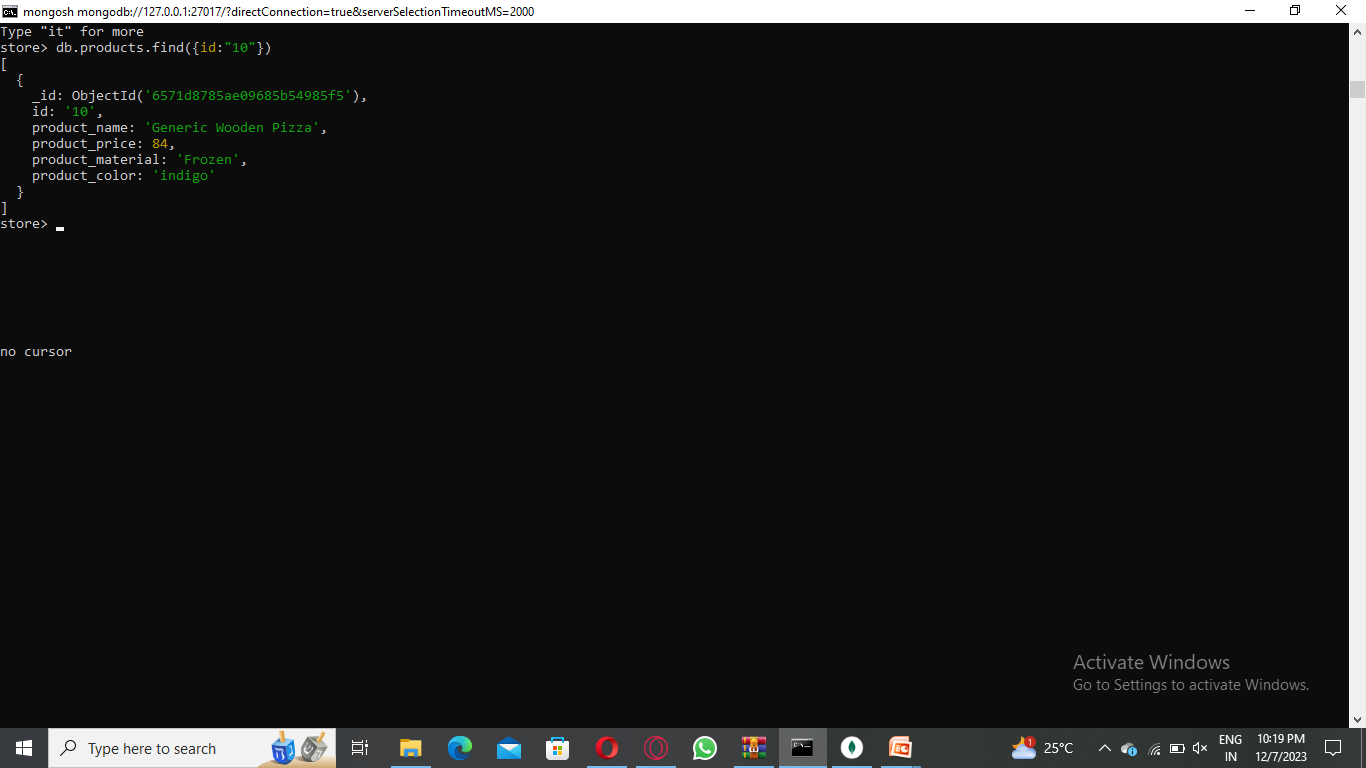 mongosh mongodb://127.0.0.1:27017/?directConnection=true&serverSelectionTimeoutMS=2000
Type "it" for more
store> db.products.find({id:"10"})
[
  {
    _id: ObjectId('6571d8785ae09685b54985f5'),
    id: '10',
    product_name: 'Generic Wooden Pizza',
    product_price: 84,
    product_material: 'Frozen',
    product_color: 'indigo'
  }
]
store>
no cursor
Activate Windows
Go to Settings to activate Windows.
Type here to search
1
25°C
ENG
IN
10:19 PM
12/7/2023